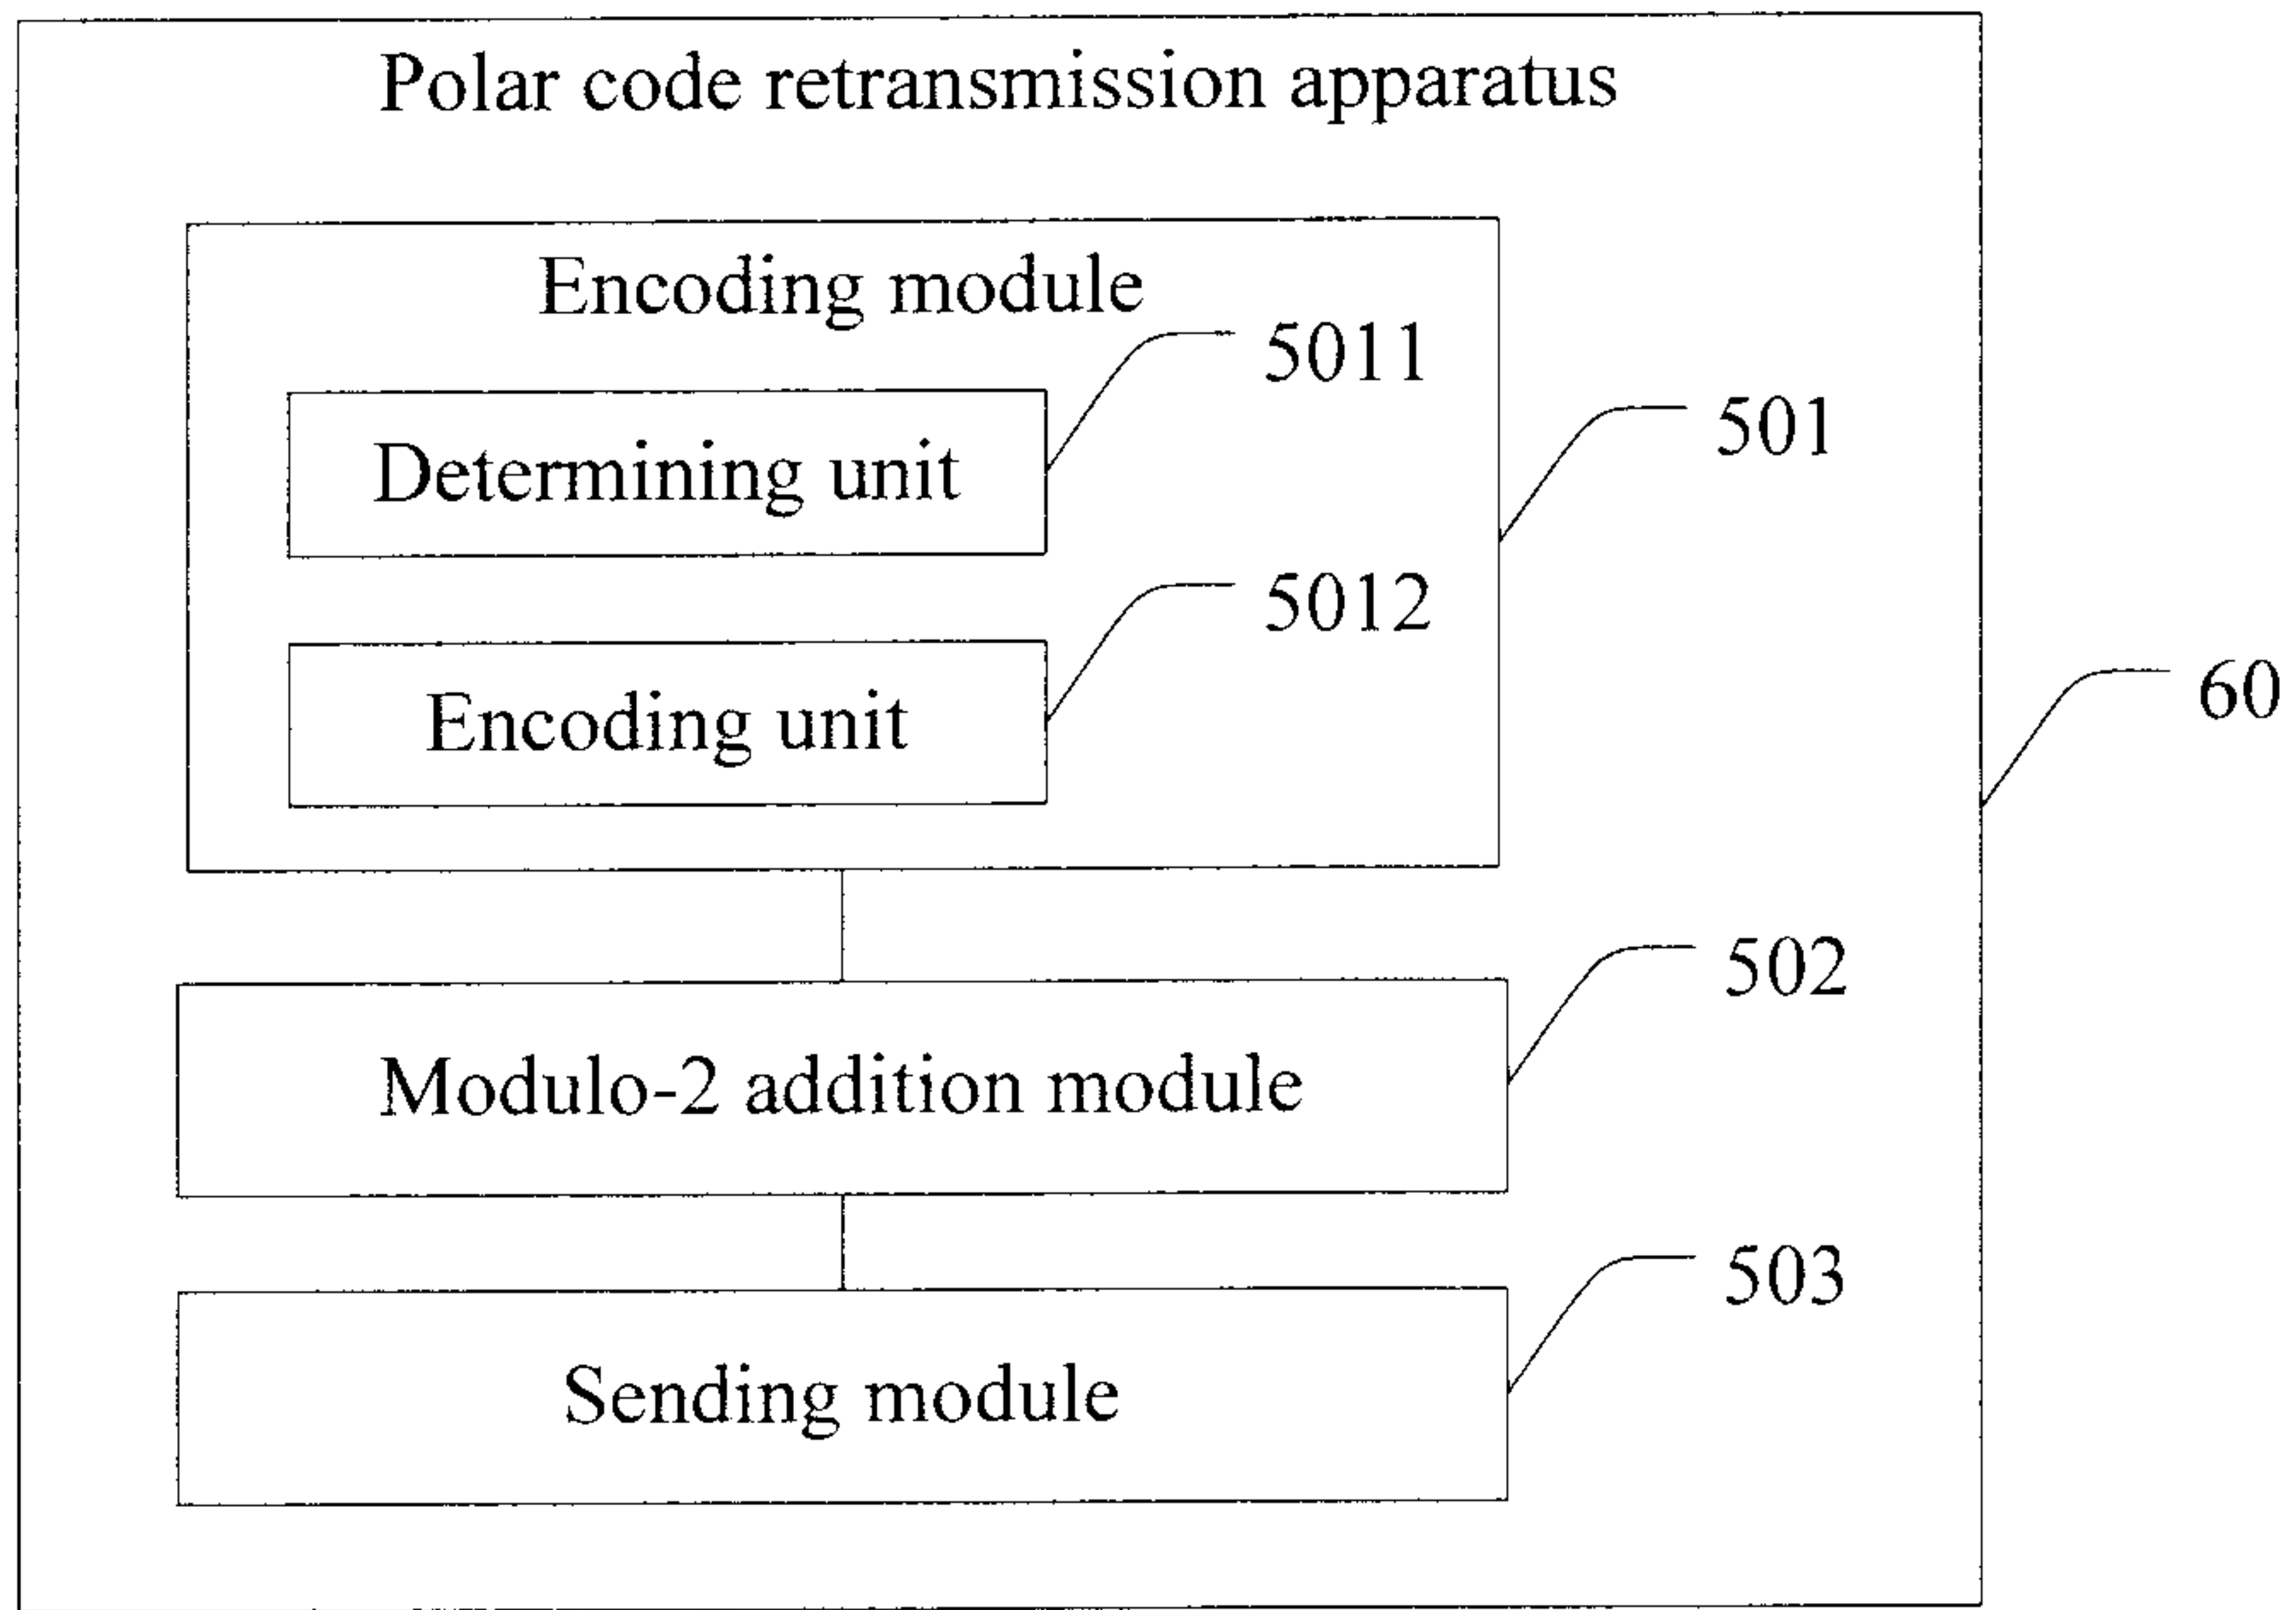 Polar code retransmission apparatus
Encoding module
5011
Determining unit
501
5012
Encoding unit
60
502
Modulo-2 addition module
503
Sending module